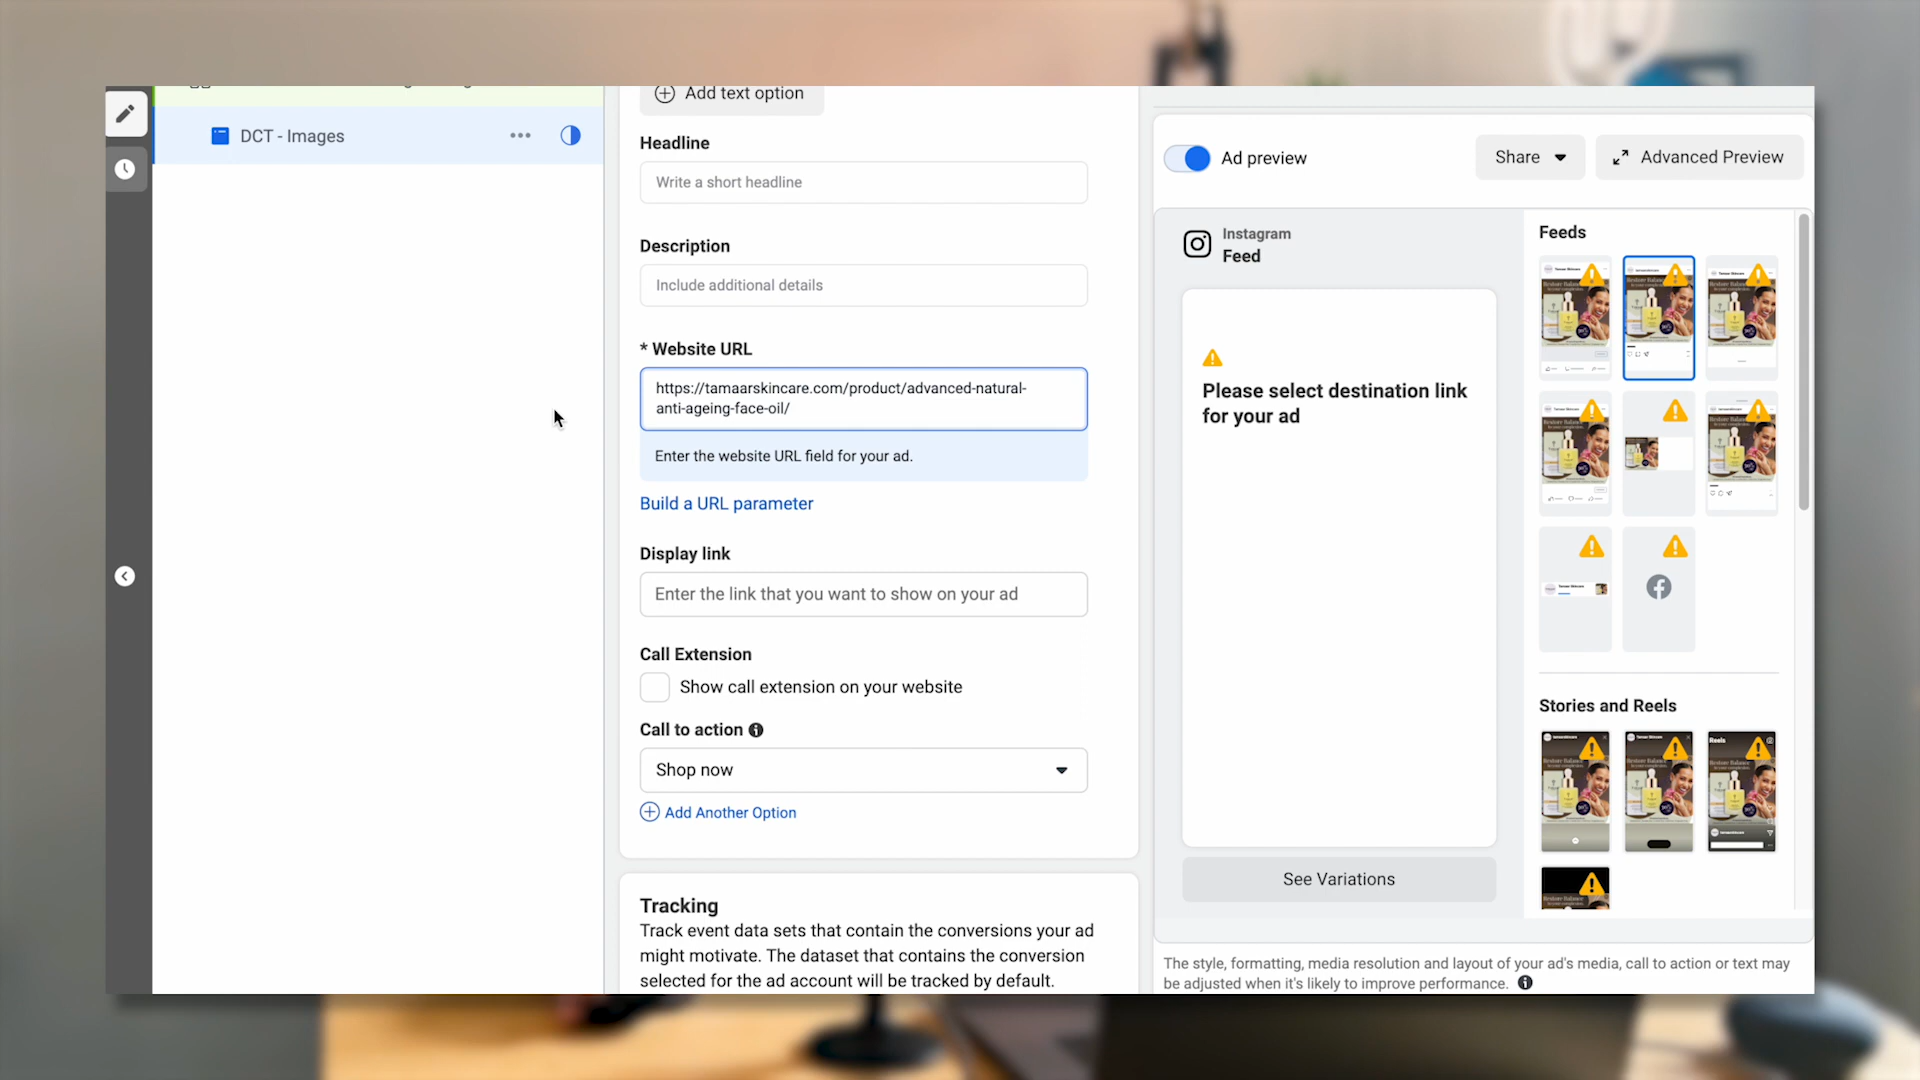 Add text option
DCT - Images
Headline
Write a short headline
Description
Include additional details
* Website URL
https://tamaarskincare.com/product/advanced-natural-
anti-ageing-face-oil/
Enter the website URL field for your ad.
Build a URL parameter
Display link
Enter the link that you want to show on your ad
Call Extension
Show call extension on your website
Call to action
Shop now
Add Another Option
Tracking
Track event data sets that contain the conversions your ad
might motivate. The dataset that contains the conversion
selected for the ad account will be tracked by default.
Ad preview
Share
Advanced Preview
Instagram
Feed
Please select destination link
for your ad
See Variations
Feeds
Stories and Reels
Reels
The style, formatting, media resolution and layout of your ad's media, call to action or text may
be adjusted when it's likely to improve performance.